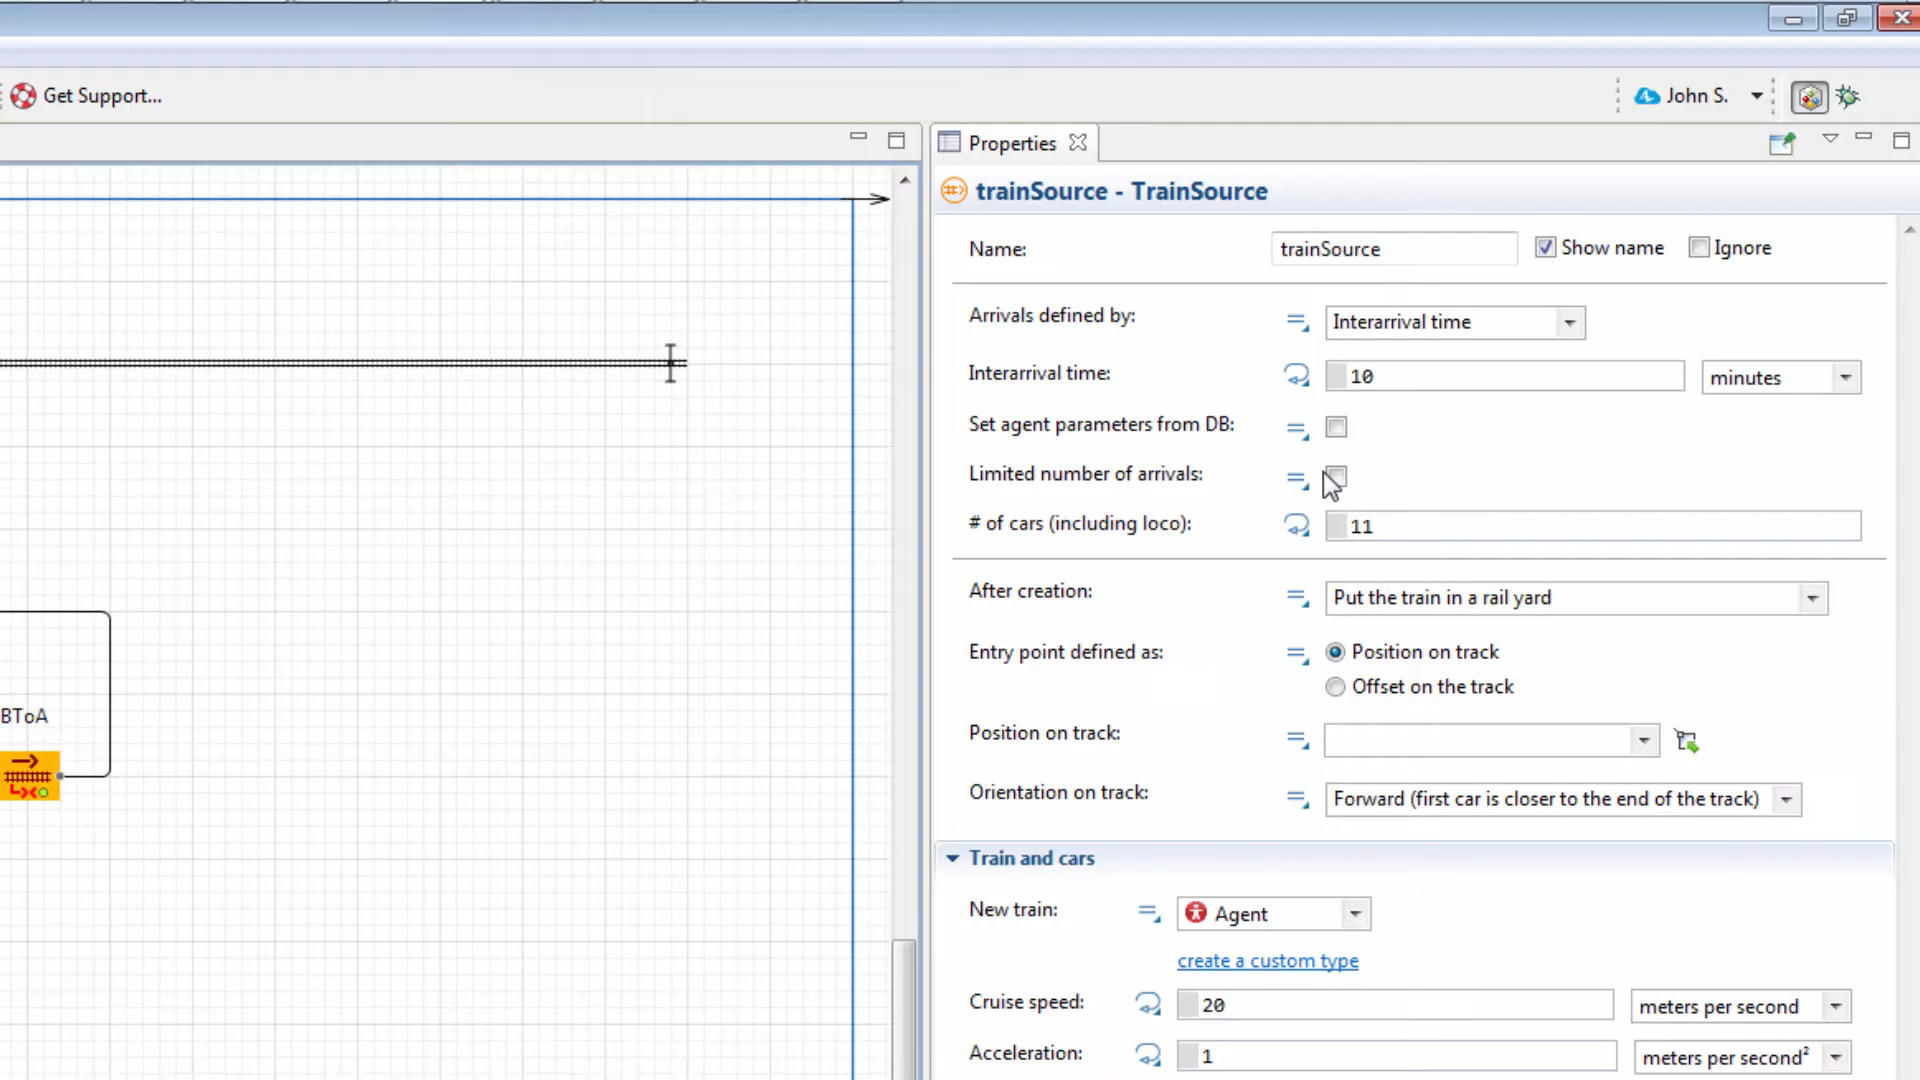 Get Support...
John S.
Properties
trainSource - TrainSource
Name:
trainSource
Show name
Ignore
Arrivals defined by:
Interarrival time
Interarrival time:
10
minutes
Set agent parameters from DB:
Limited number of arrivals:
# of cars (including loco):
11
After creation:
Put the train in a rail yard
Entry point defined as:
Position on track
Offset on the track
Position on track:
Orientation on track:
Forward (first car is closer to the end of the track)
BToA
Train and cars
New train:
Agent
create a custom type
Cruise speed:
20
meters per second
Acceleration:
1
meters per second²